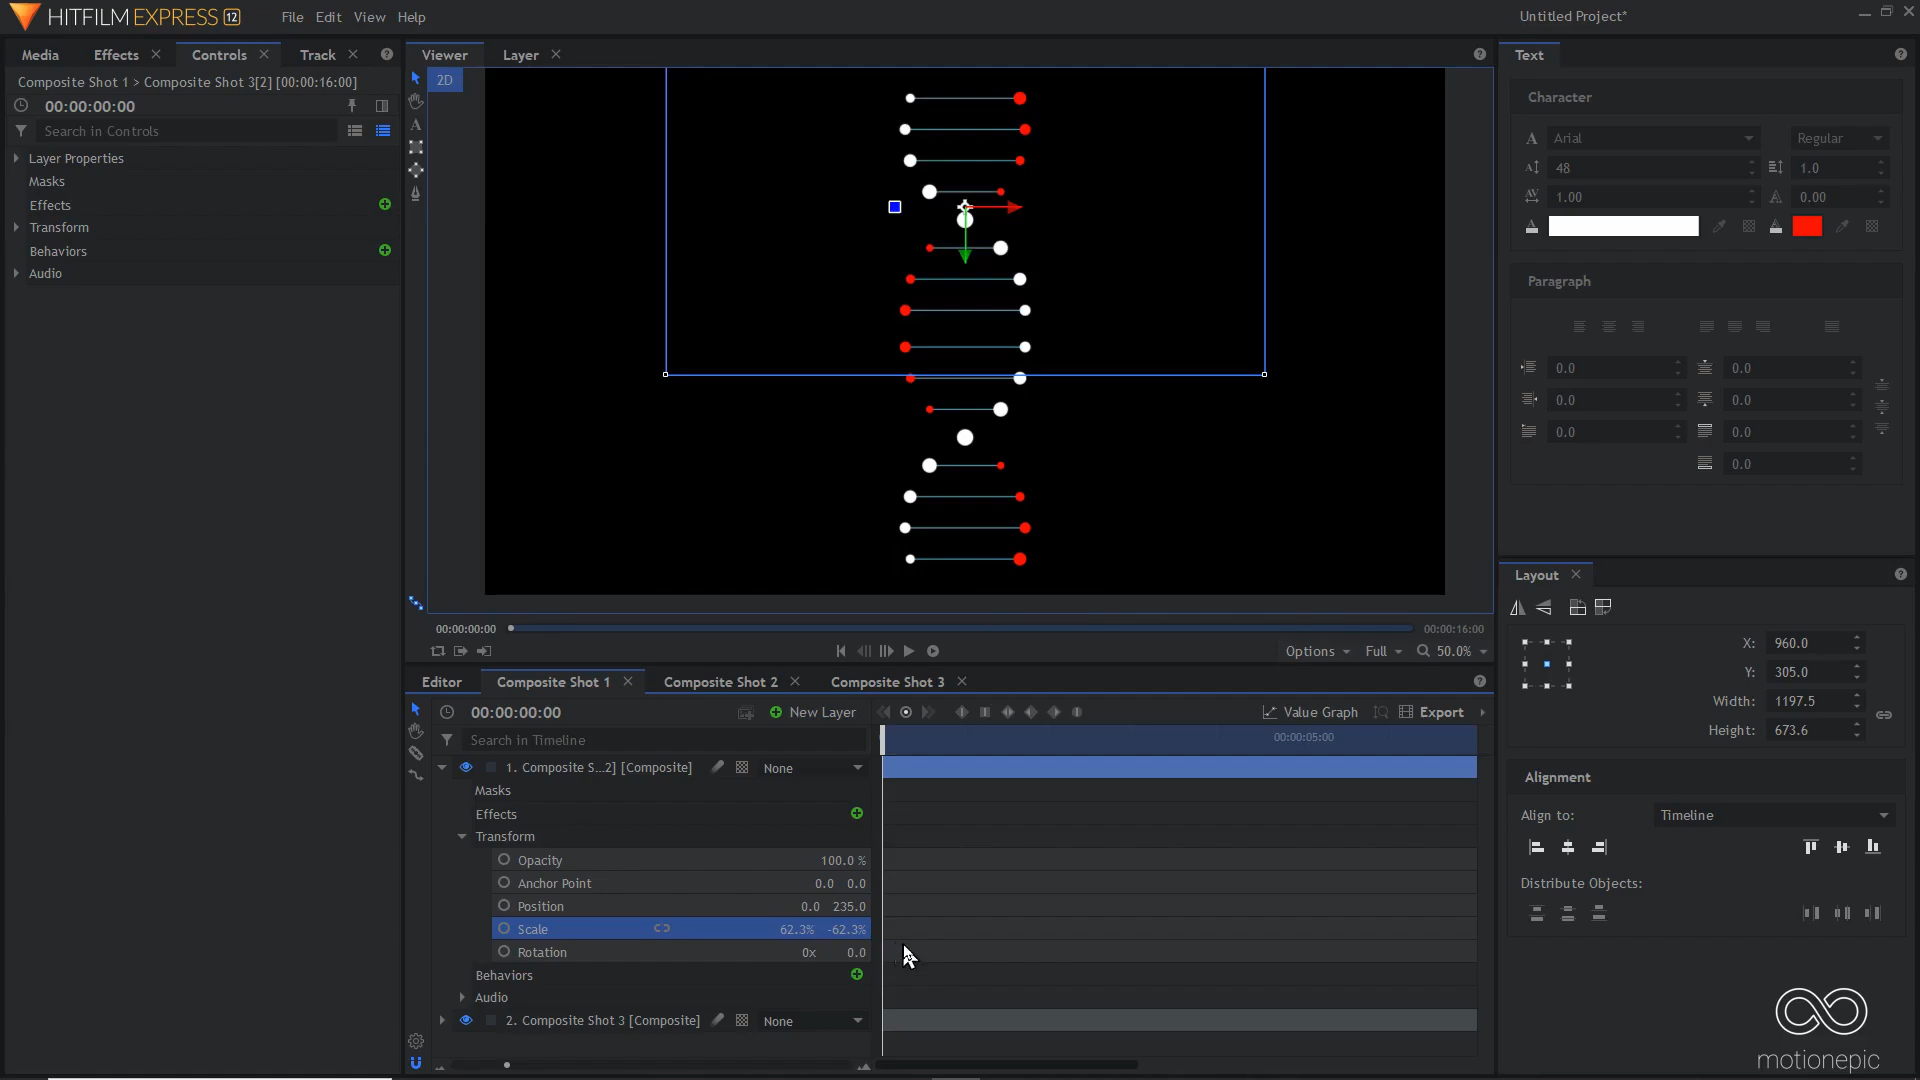 HITFILM EXPRESS 12
File Edit View Help
Untitled Project*
Media Effects Controls Track
Viewer Layer
Text
Composite Shot 1 > Composite Shot 3[2] [00:00:16:00]
2D
00:00:00:00
Search in Controls
Layer Properties
Masks
Effects
Transform
Behaviors
Audio
Character
Arial Regular
48 1.0
1.00 0.00
Paragraph
0.0 0.0
0.0 0.0
0.0 0.0
0.0
Layout
X: 960.0
Y: 305.0
Width: 1197.5
Height: 673.6
Alignment
Align to: Timeline
Distribute Objects:
00:00:00:00
00:00:16:00
Options Full 50.0%
Editor Composite Shot 1 Composite Shot 2 Composite Shot 3
00:00:00:00 New Layer Value Graph Export
Search in Timeline
00:00:05:00
1. Composite S...2] [Composite] None
Masks
Effects
Transform
Opacity 100.0 %
Anchor Point 0.0 0.0
Position 0.0 235.0
Scale 62.3% -62.3%
Rotation 0x 0.0
Behaviors
Audio
2. Composite Shot 3 [Composite] None
motionepic